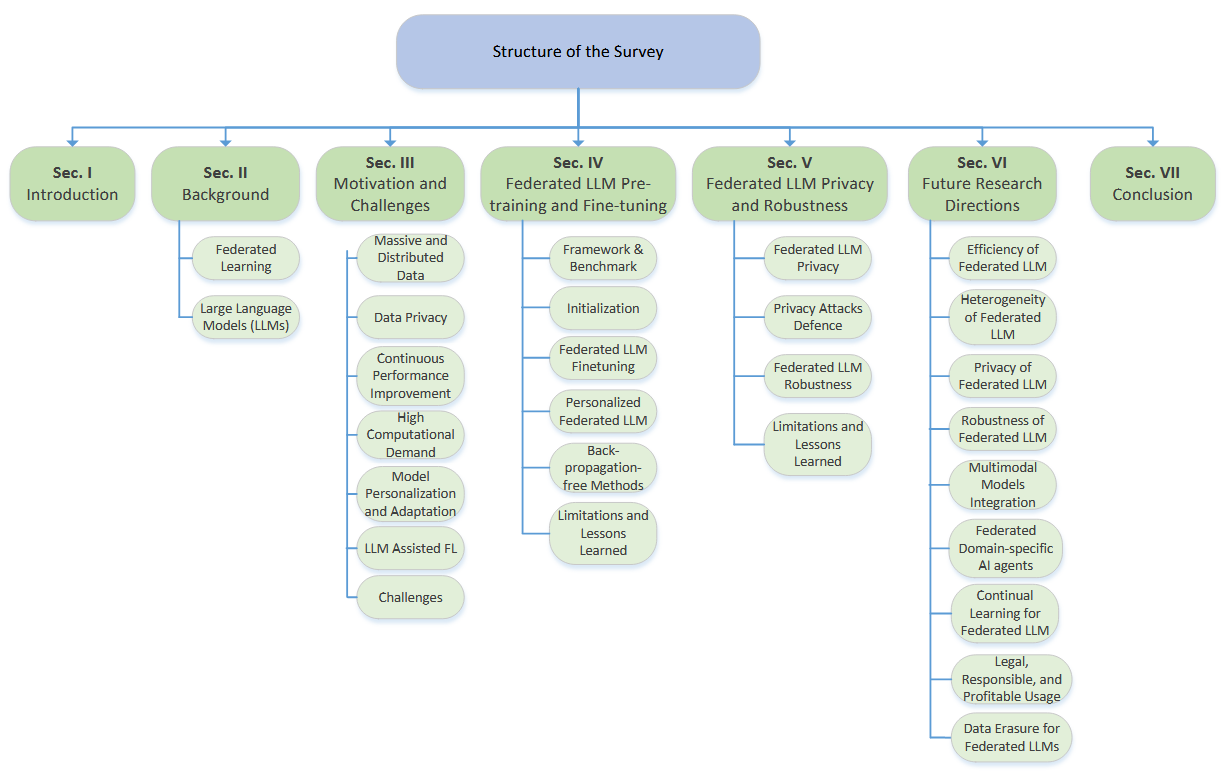 Structure of the Survey
Sec. I
Introduction
Sec. II
Background
Federated
Learning
Large Language
Models (LLMs)
Sec. III
Motivation and
Challenges
Massive and
Distributed
Data
Data Privacy
Continuous
Performance
Improvement
High
Computational
Demand
Model
Personalization
and Adaptation
LLM Assisted FL
Challenges
Sec. IV
Federated LLM Pre-
training and Fine-tuning
Framework &
Benchmark
Initialization
Federated LLM
Finetuning
Personalized
Federated LLM
Back-
propagation-
free Methods
Limitations and
Lessons
Learned
Sec. V
Federated LLM Privacy
and Robustness
Federated LLM
Privacy
Privacy Attacks
Defence
Federated LLM
Robustness
Limitations and
Lessons
Learned
Sec. VI
Future Research
Directions
Efficiency of
Federated LLM
Heterogeneity
of Federated
LLM
Privacy of
Federated LLM
Robustness of
Federated LLM
Multimodal
Models
Integration
Federated
Domain-specific
AI agents
Continual
Learning for
Federated LLM
Legal,
Responsible, and
Profitable Usage
Data Erasure for
Federated LLMs
Sec. VII
Conclusion